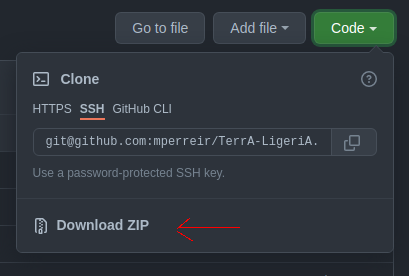 Go to file Add file Code
Clone
HTTPS SSH GitHub CLI
git@github.com:mperreir/TerrA-LigeriA.
Use a password-protected SSH key.
Download ZIP